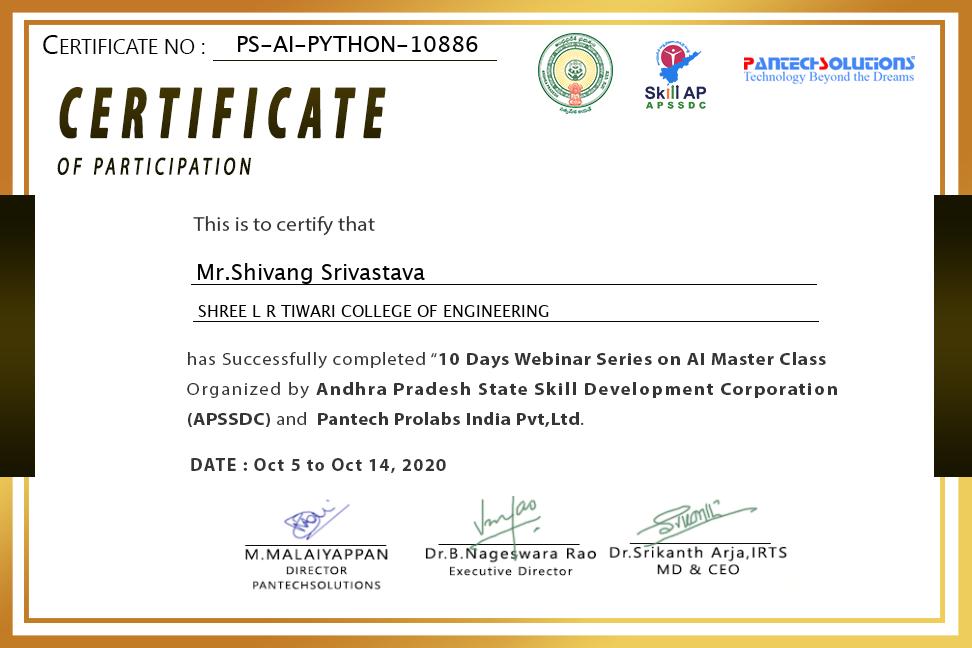 CERTIFICATE NO : PS-AI-PYTHON-10886
Skill AP
APSSDC
PANTECH SOLUTIONS
Technology Beyond the Dreams
CERTIFICATE
OF PARTICIPATION
This is to certify that
Mr.Shivang Srivastava
SHREE L R TIWARI COLLEGE OF ENGINEERING
has Successfully completed “10 Days Webinar Series on AI Master Class
Organized by Andhra Pradesh State Skill Development Corporation
(APSSDC) and Pantech Prolabs India Pvt,Ltd.
DATE : Oct 5 to Oct 14, 2020
M.MALAIYAPPAN
DIRECTOR
PANTECHSOLUTIONS
Dr.B.Nageswara Rao
Executive Director
Dr.Srikanth Arja,IRTS
MD & CEO